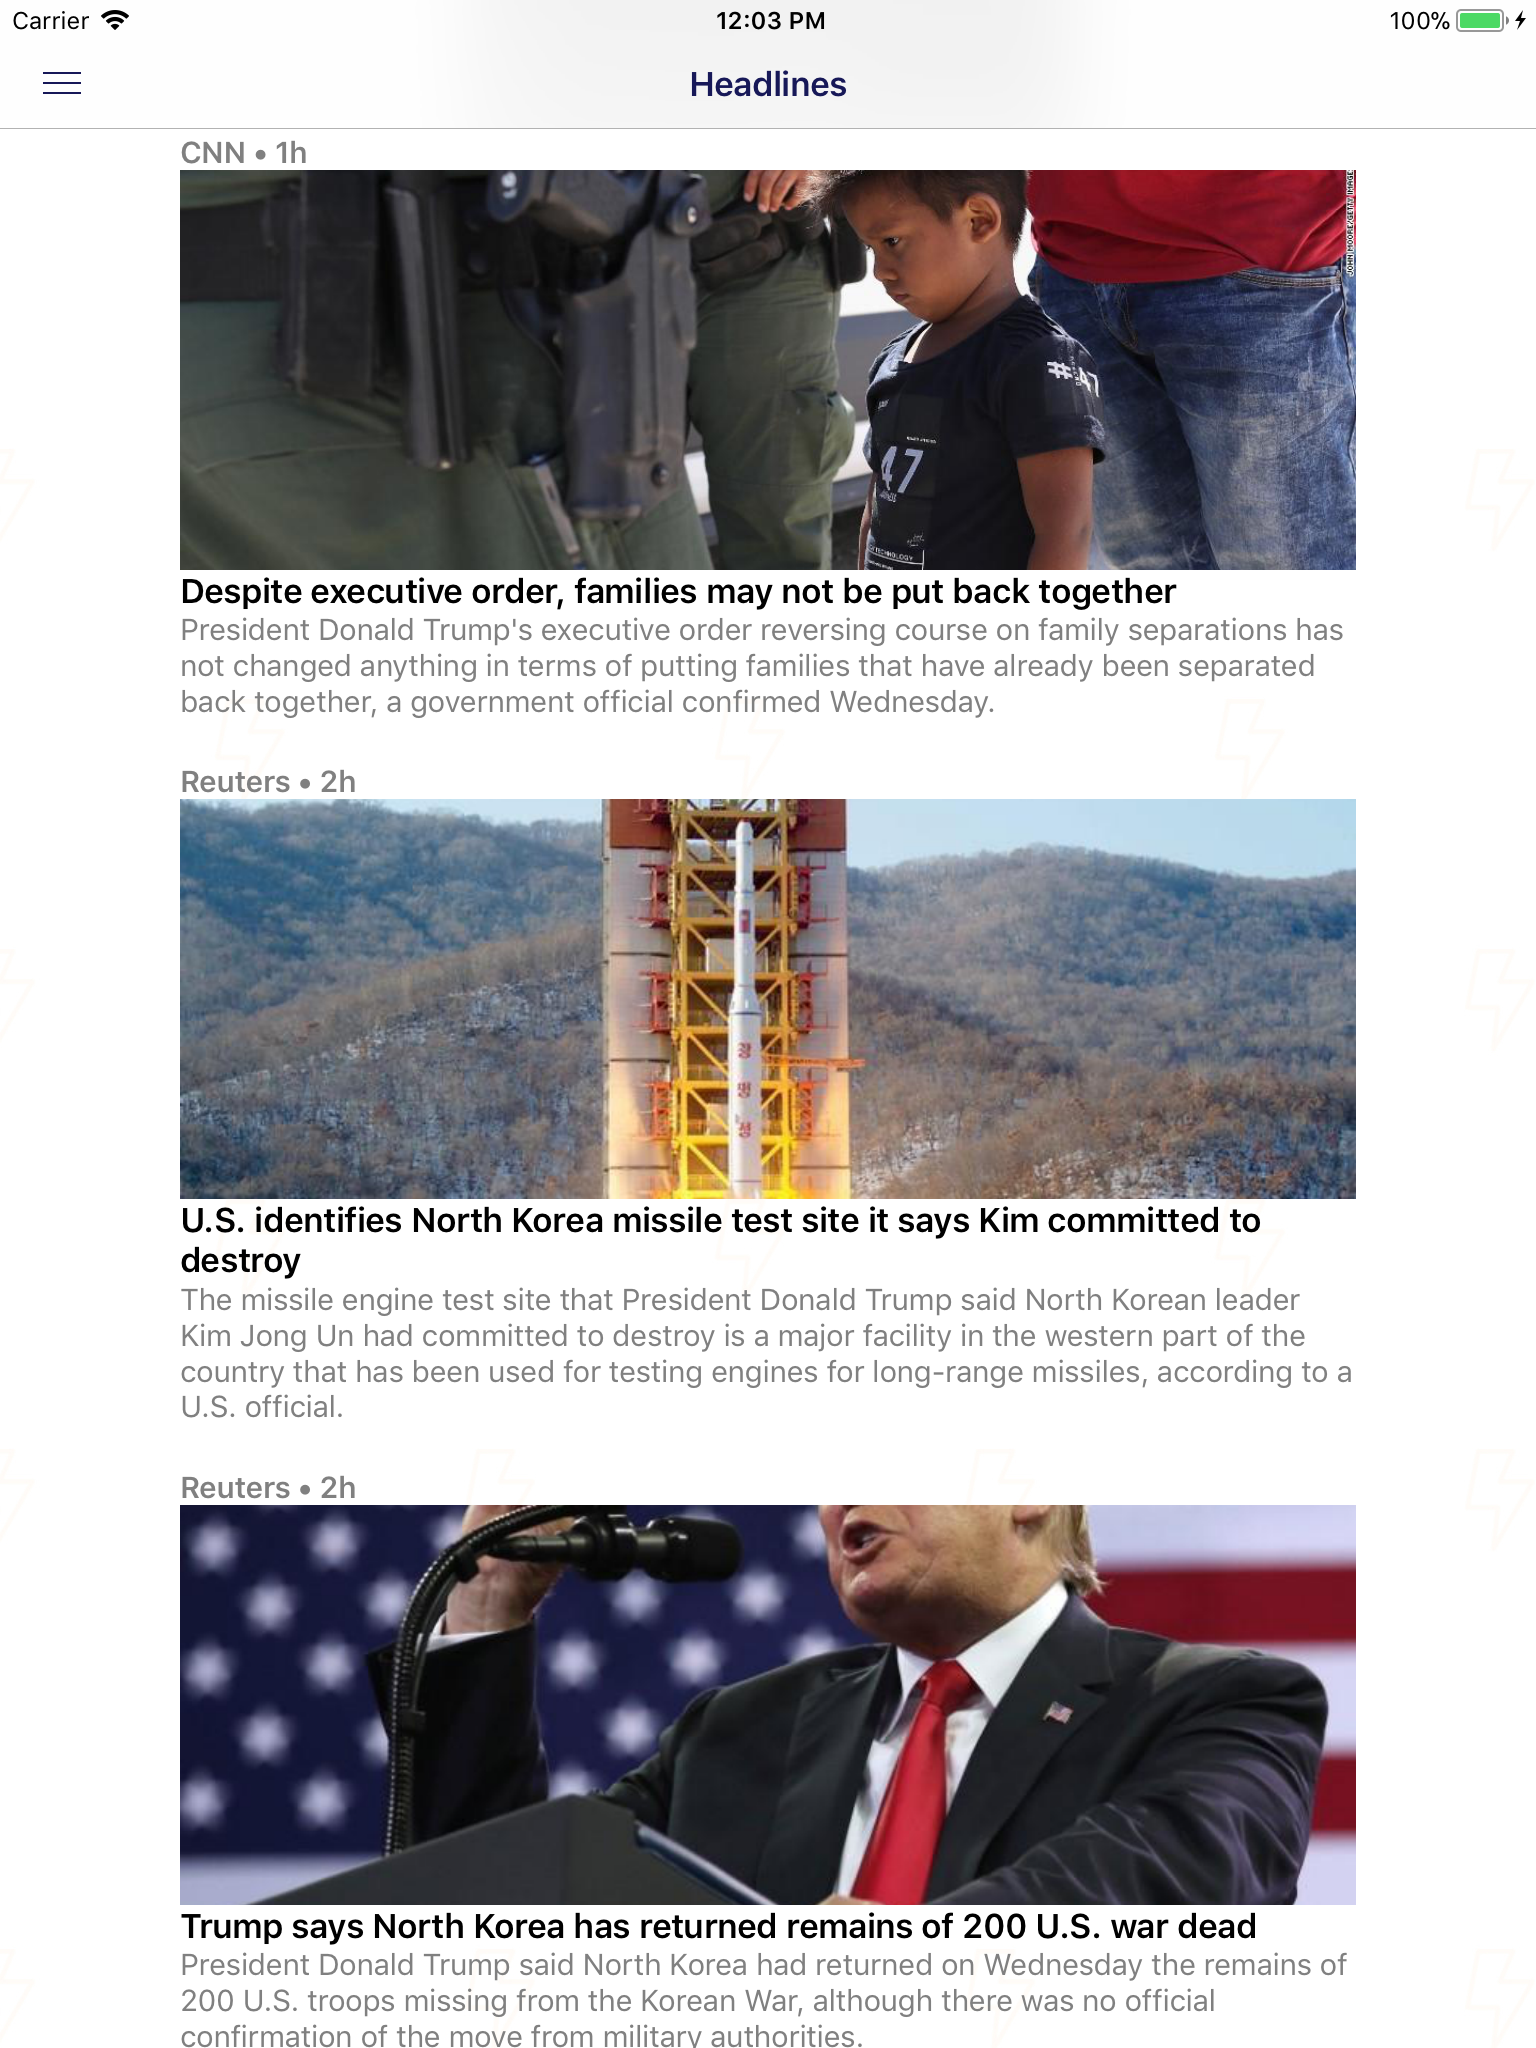 Carrier 12:03 PM 100%
Headlines
CNN • 1h
JOHN MOORE/GETTY IMAGE
#47
47
TECHNOLOGY
Despite executive order, families may not be put back together
President Donald Trump's executive order reversing course on family separations has
not changed anything in terms of putting families that have already been separated
back together, a government official confirmed Wednesday.
Reuters • 2h
U.S. identifies North Korea missile test site it says Kim committed to
destroy
The missile engine test site that President Donald Trump said North Korean leader
Kim Jong Un had committed to destroy is a major facility in the western part of the
country that has been used for testing engines for long-range missiles, according to a
U.S. official.
Reuters • 2h
Trump says North Korea has returned remains of 200 U.S. war dead
President Donald Trump said North Korea had returned on Wednesday the remains of
200 U.S. troops missing from the Korean War, although there was no official
confirmation of the move from military authorities.